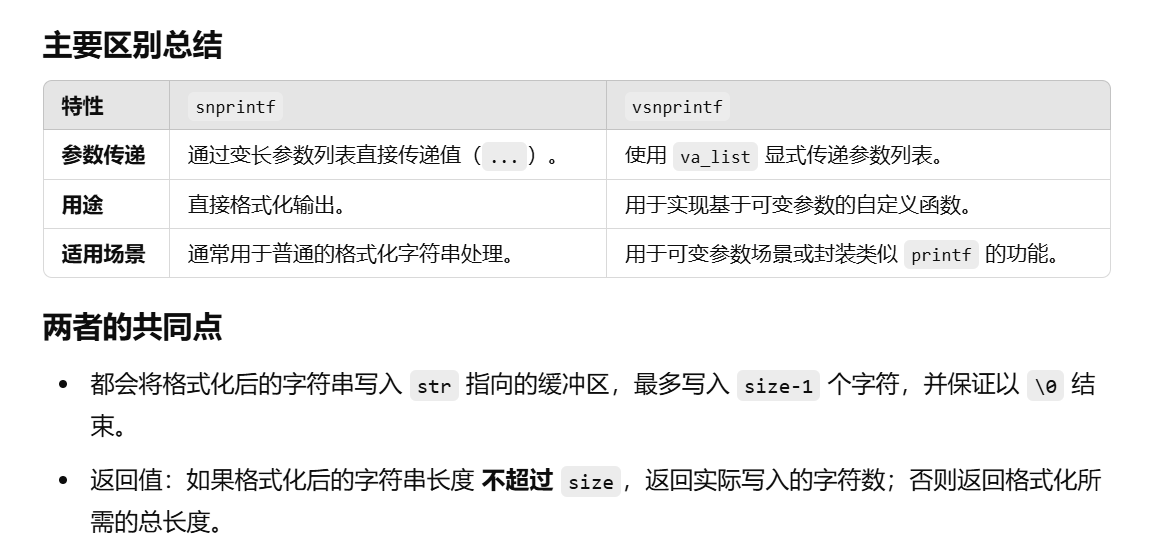 主要区别总结
特性 snprintf vsnprintf
参数传递 通过变长参数列表直接传递值（...）。 使用 va_list 显式传递参数列表。
用途 直接格式化输出。 用于实现基于可变参数的自定义函数。
适用场景 通常用于普通的格式化字符串处理。 用于可变参数场景或封装类似 printf 的功能。
两者的共同点
• 都会将格式化后的字符串写入 str 指向的缓冲区，最多写入 size-1 个字符，并保证以 \0 结
束。
• 返回值：如果格式化后的字符串长度 不超过 size，返回实际写入的字符数；否则返回格式化所
需的总长度。